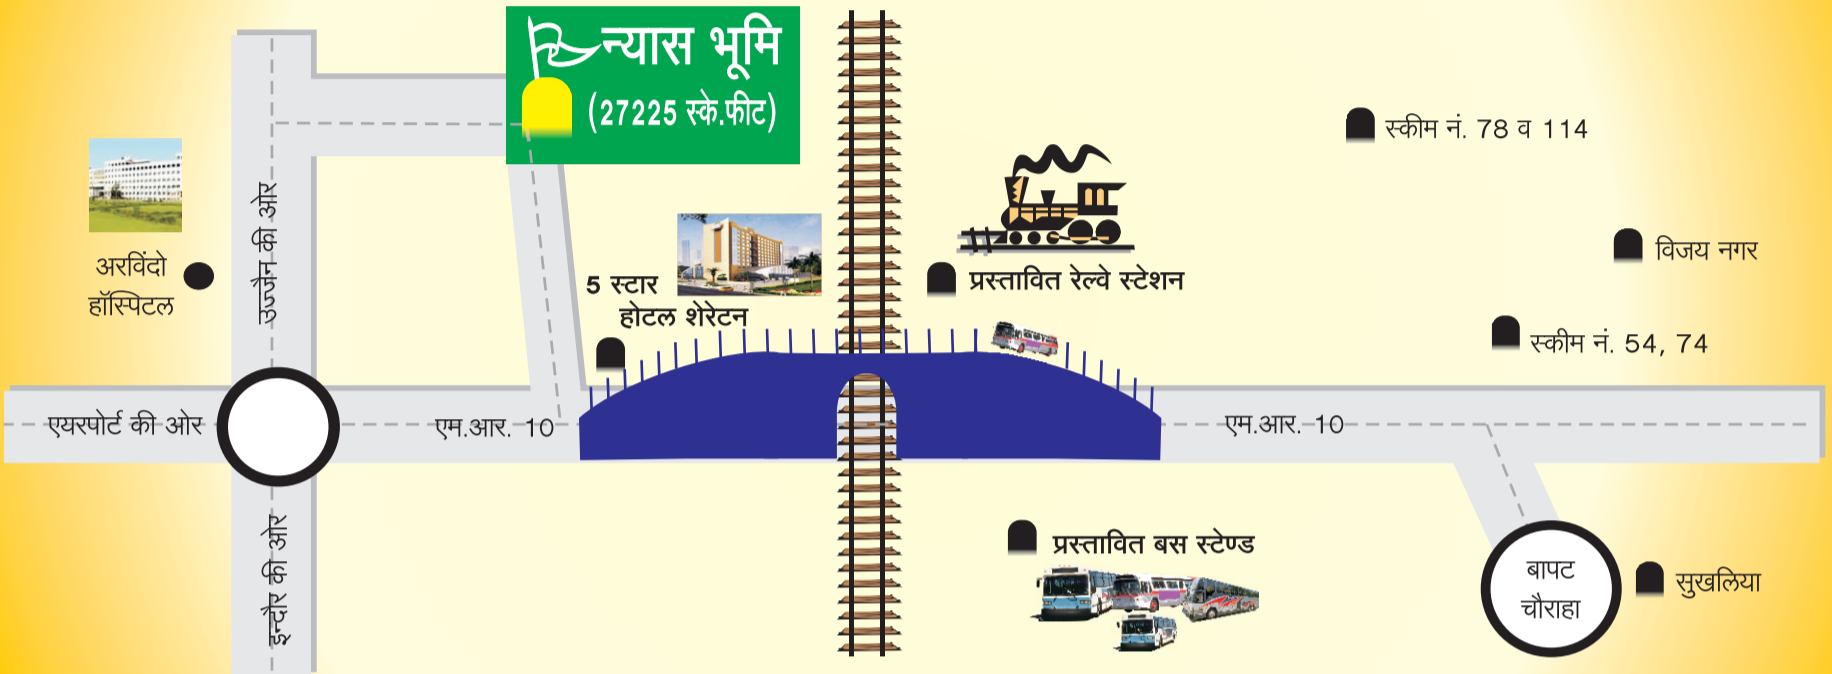 न्यास भूमि
(27225 स्के.फीट)
स्कीम नं. 78 व 114
उज्जैन की ओर
विजय नगर
अरविंदो
हॉस्पिटल
5 स्टार
होटल शेरेटन
प्रस्तावित रेल्वे स्टेशन
स्कीम नं. 54, 74
एयरपोर्ट की ओर
एम.आर. 10
एम.आर. 10
इन्दौर की ओर
प्रस्तावित बस स्टेण्ड
बापट
चौराहा
सुखलिया